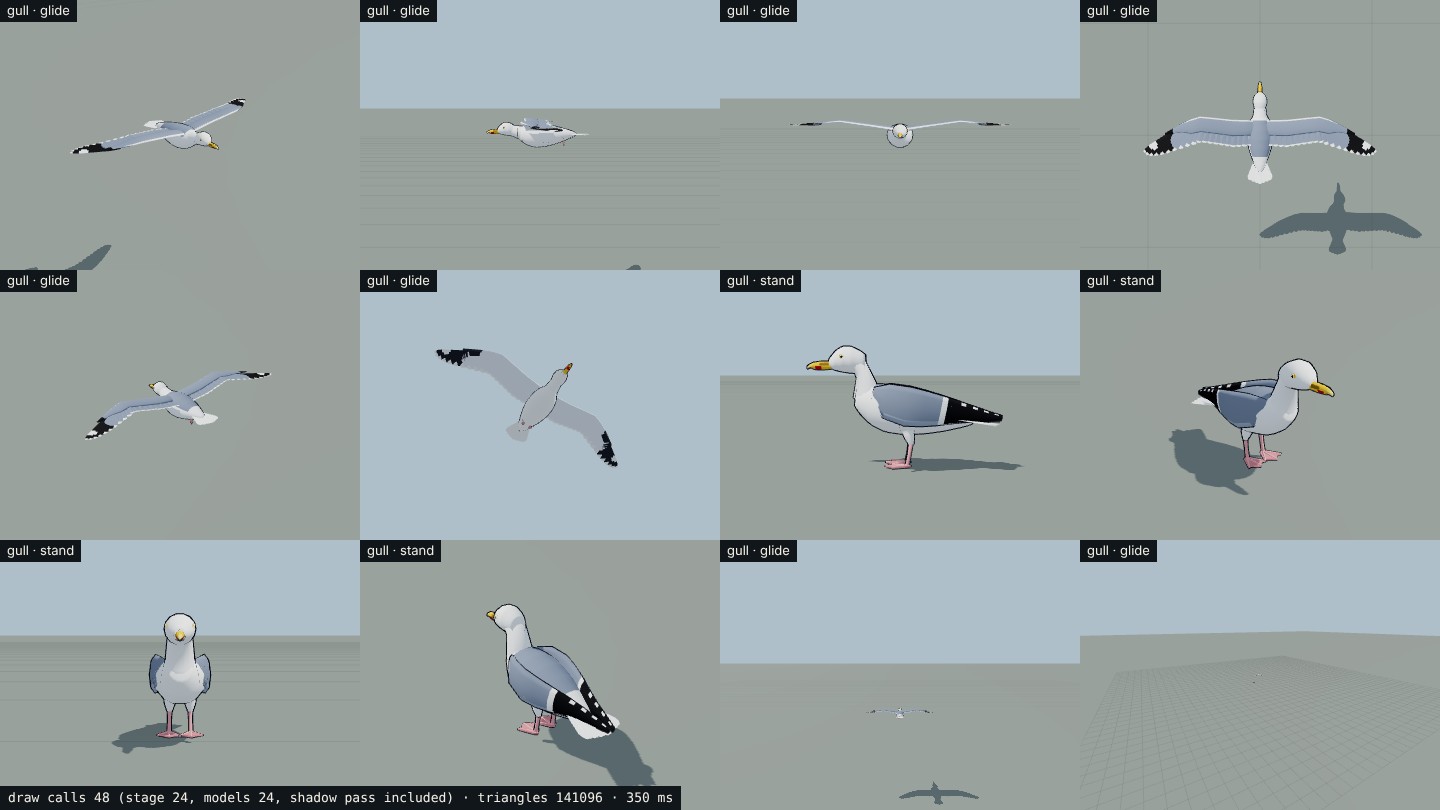 gull · glide
gull · glide
gull · glide
gull · glide
gull · glide
gull · glide
gull · stand
gull · stand
gull · stand
gull · stand
gull · glide
gull · glide
draw calls 48 (stage 24, models 24, shadow pass included) · triangles 141096 · 350 ms